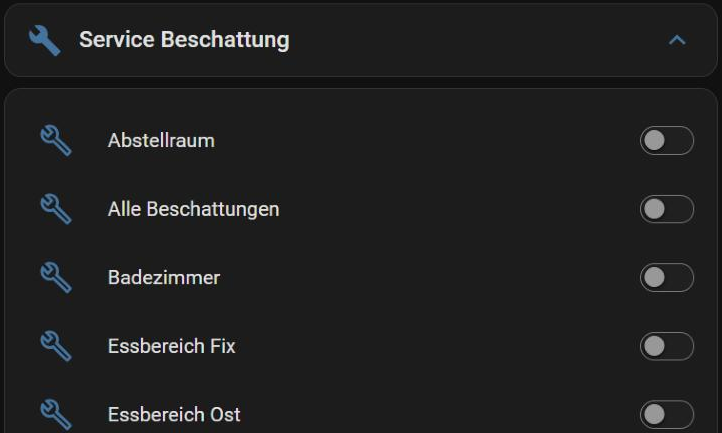 Service Beschattung
Abstellraum
Alle Beschattungen
Badezimmer
Essbereich Fix
Essbereich Ost